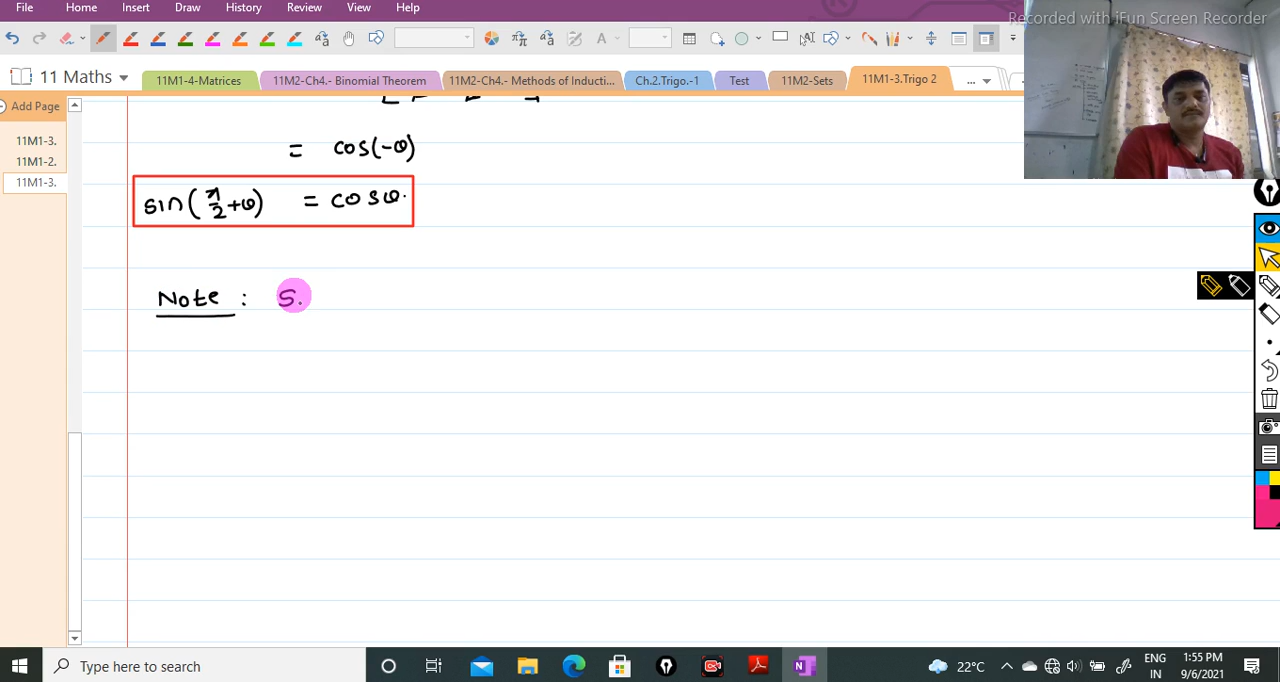 File Home Insert Draw History Review View Help
Recorded with iFun Screen Recorder
11 Maths 11M1-4-Matrices 11M2-Ch4.- Binomial Theorem 11M2-Ch4.- Methods of Inducti... Ch.2.Trigo.-1 Test 11M2-Sets 11M1-3.Trigo 2 ...
Add Page
11M1-3.
11M1-2.
11M1-3.
= cos(-θ)
sin(π/2+θ) = cosθ.
Note : S.
Type here to search
22°C
ENG
IN
1:55 PM
9/6/2021